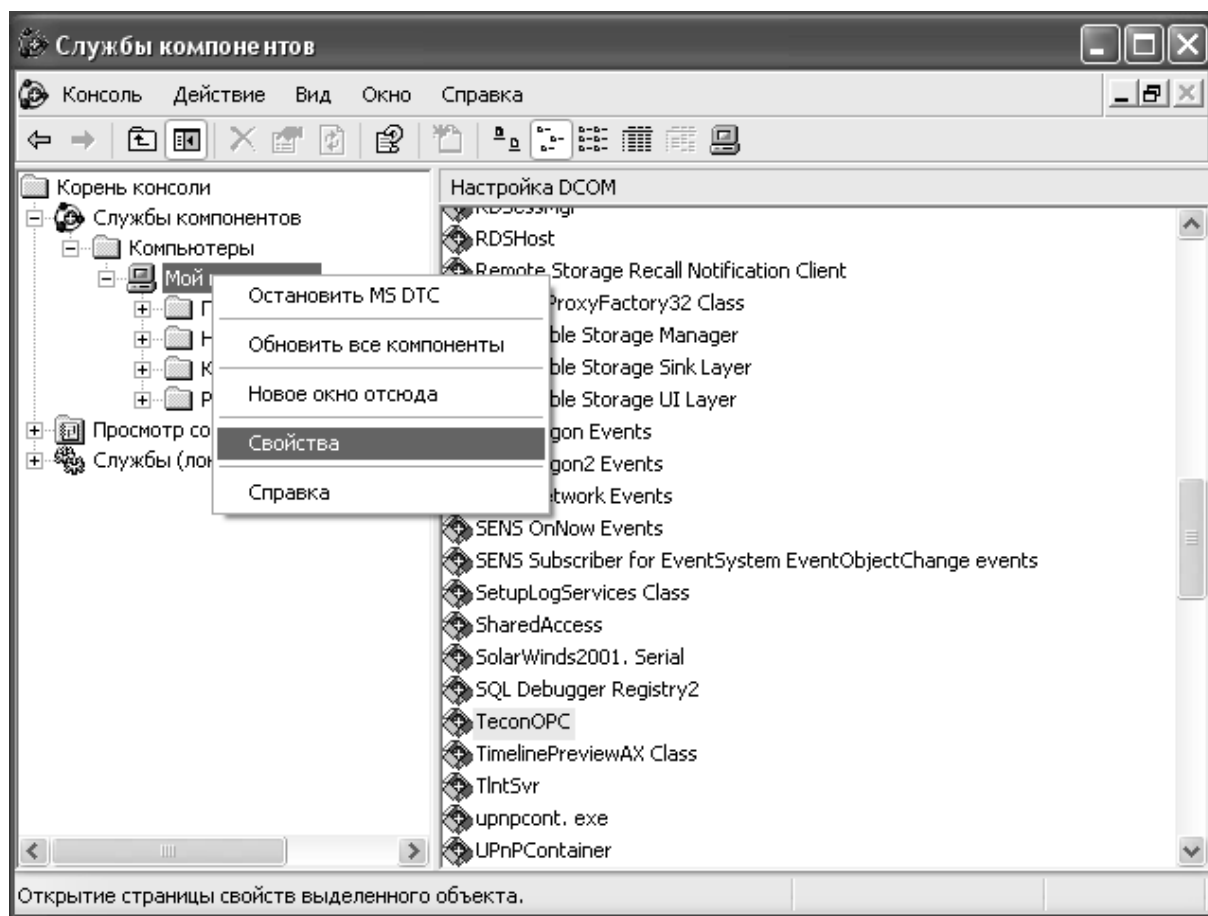 Службы компонентов
Консоль Действие Вид Окно Справка
Корень консоли
Службы компонентов
Компьютеры
Мой
Просмотр со
Службы (лок
Остановить MS DTC
Обновить все компоненты
Новое окно отсюда
Свойства
Справка
Настройка DCOM
RDSessMgr
RDSHost
Remote Storage Recall Notification Client
ProxyFactory32 Class
ble Storage Manager
ble Storage Sink Layer
ble Storage UI Layer
gon Events
gon2 Events
twork Events
SENS OnNow Events
SENS Subscriber for EventSystem EventObjectChange events
SetupLogServices Class
SharedAccess
SolarWinds2001. Serial
SQL Debugger Registry2
TeconOPC
TimelinePreviewAX Class
TlntSvr
upnpcont. exe
UPnPContainer
Открытие страницы свойств выделенного объекта.